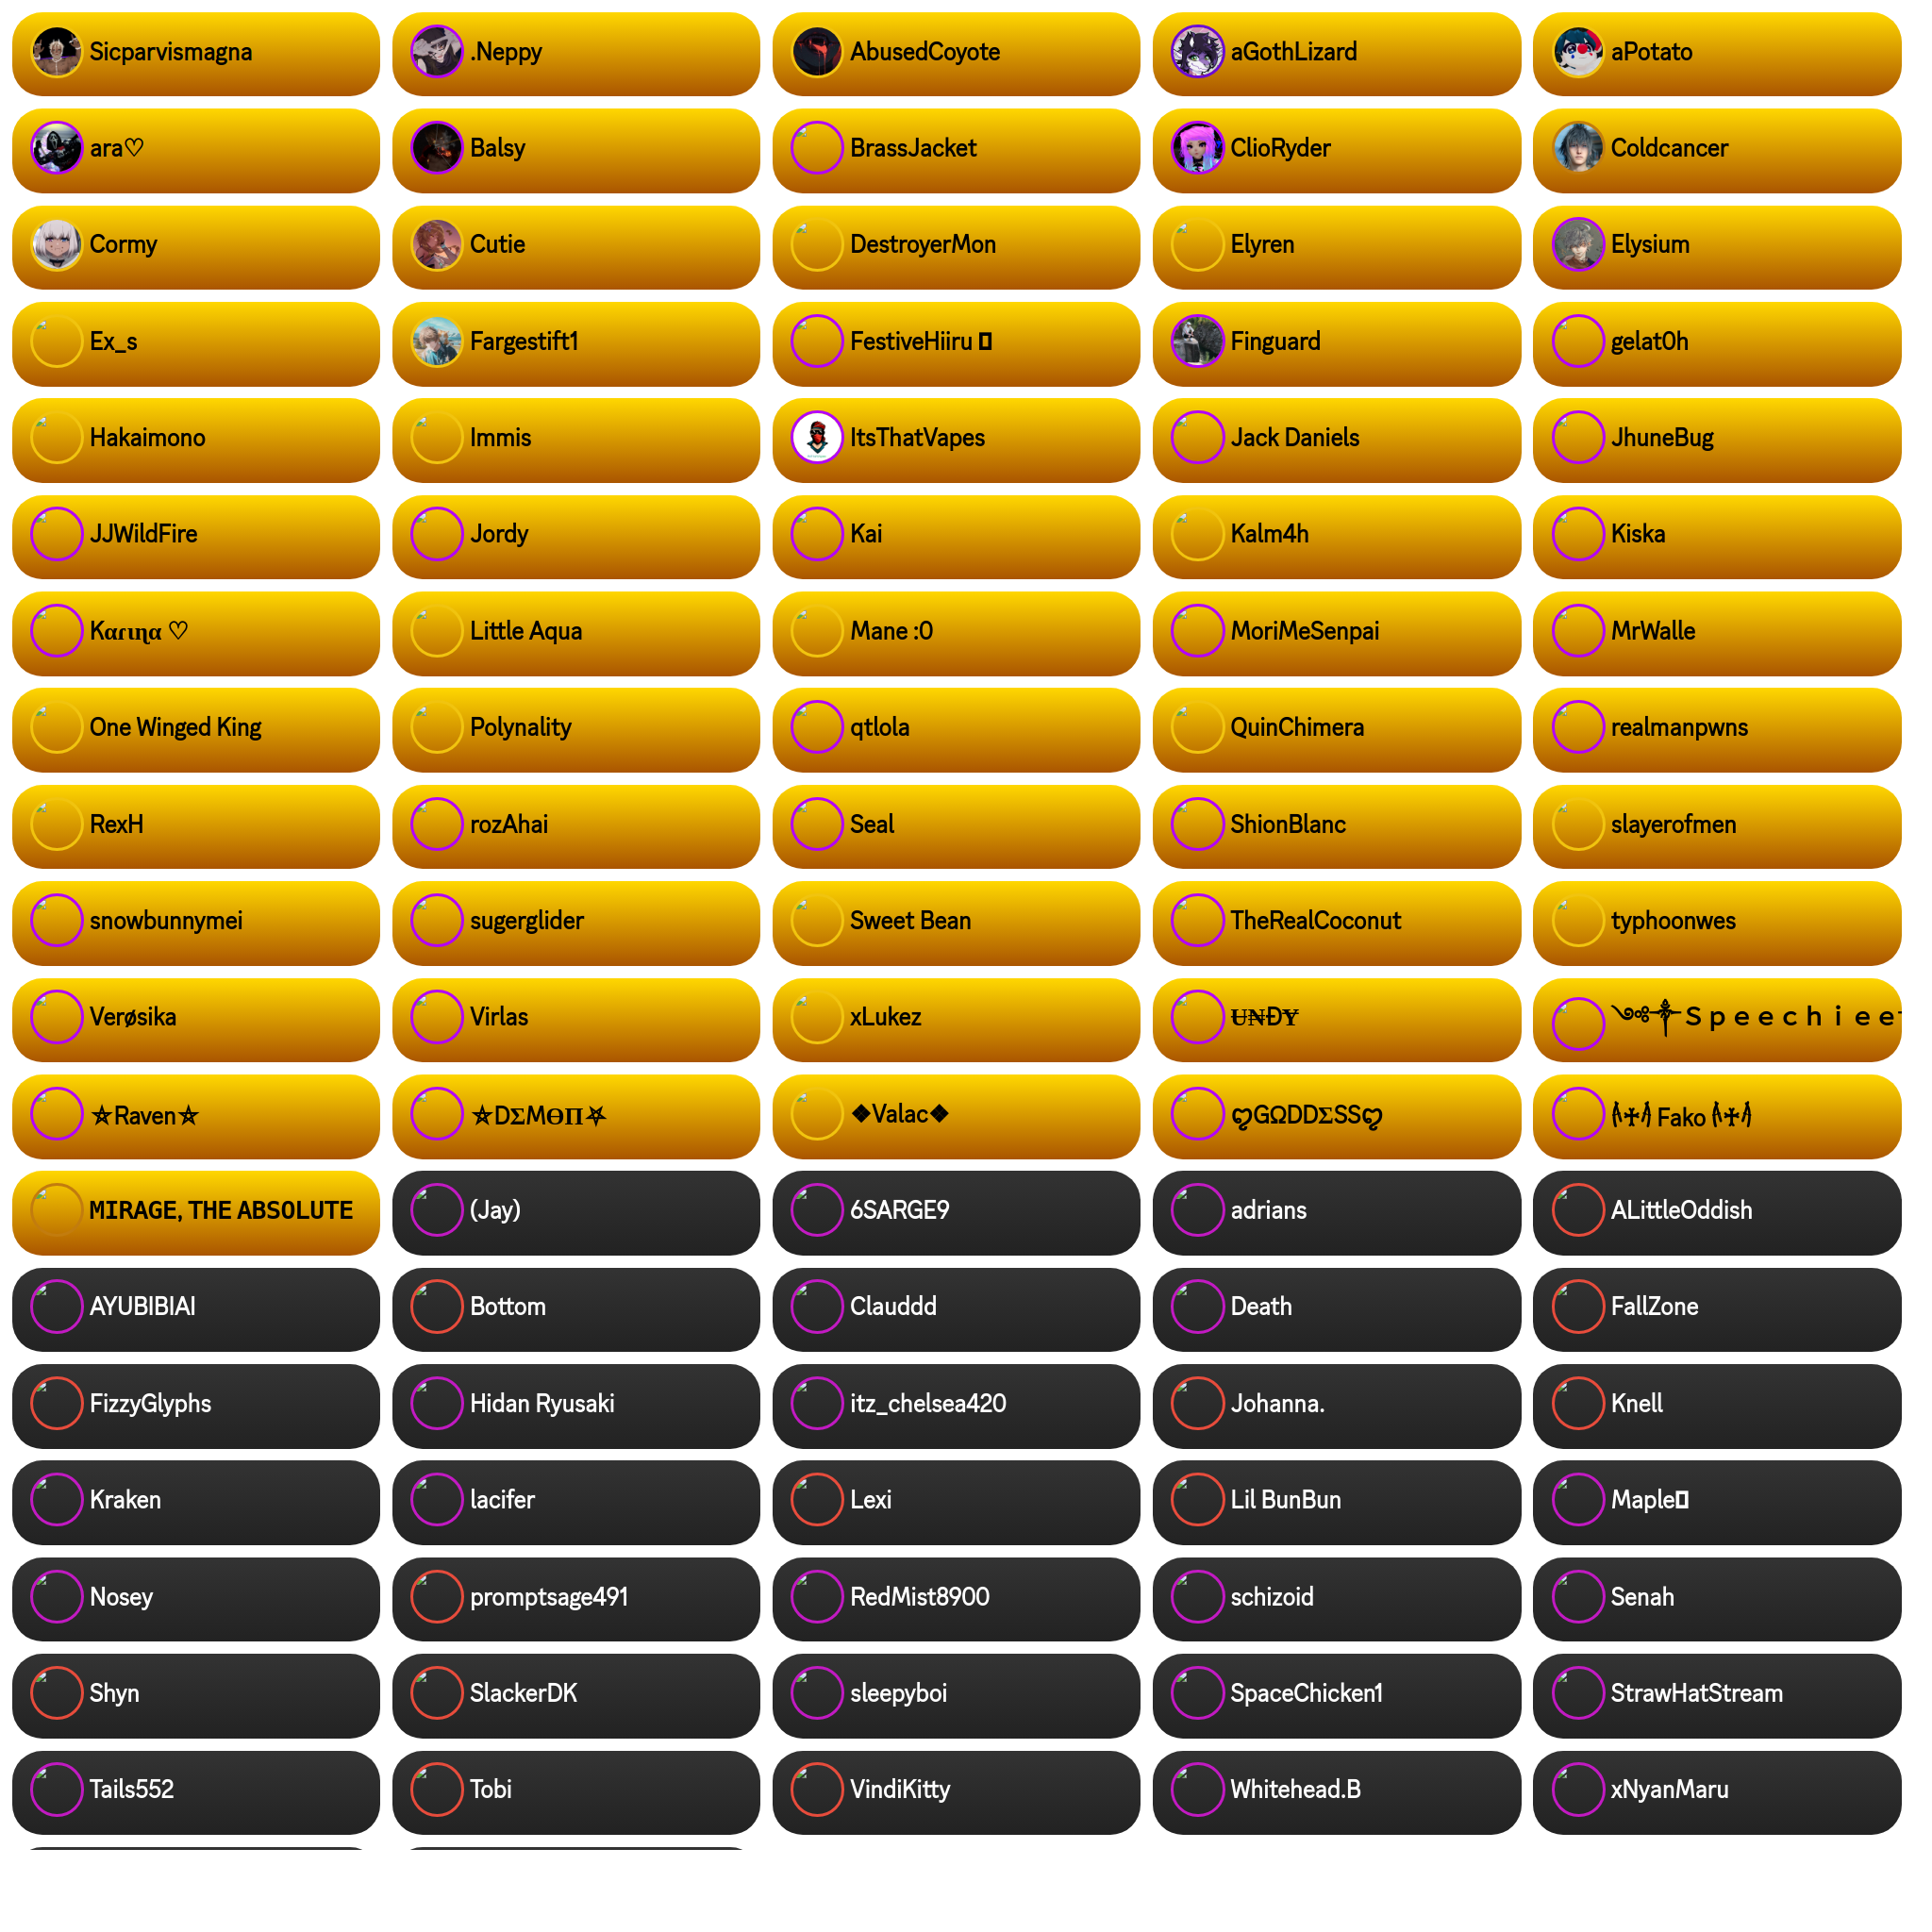 Sicparvismagna
.Neppy
AbusedCoyote
aGothLizard
aPotato
ara♡
Balsy
BrassJacket
ClioRyder
Coldcancer
Cormy
Cutie
DestroyerMon
Elyren
Elysium
Ex_s
Fargestift1
FestiveHiiru
Finguard
gelat0h
Hakaimono
Immis
ItsThatVapes
Jack Daniels
JhuneBug
JJWildFire
Jordy
Kai
Kalm4h
Kiska
Kαɾιɳα ♡
Little Aqua
Mane :0
MoriMeSenpai
MrWalle
One Winged King
Polynality
qtlola
QuinChimera
realmanpwns
RexH
rozAhai
Seal
ShionBlanc
slayerofmen
snowbunnymei
sugerglider
Sweet Bean
TheRealCoconut
typhoonwes
Verøsika
Virlas
xLukez
Ʉ₦ĐɎ
༺✟Ｓｐｅｅｃｈｉｅｅ
⛤Raven⛤
⛤DΣMӨΠ⛧
❖Valac❖
ღGΩDDΣSSღ
Fako
MIRAGE, THE ABSOLUTE
(Jay)
6SARGE9
adrians
ALittleOddish
AYUBIBIAI
Bottom
Clauddd
Death
FallZone
FizzyGlyphs
Hidan Ryusaki
itz_chelsea420
Johanna.
Knell
Kraken
lacifer
Lexi
Lil BunBun
Maple
Nosey
promptsage491
RedMist8900
schizoid
Senah
Shyn
SlackerDK
sleepyboi
SpaceChicken1
StrawHatStream
Tails552
Tobi
VindiKitty
Whitehead.B
xNyanMaru